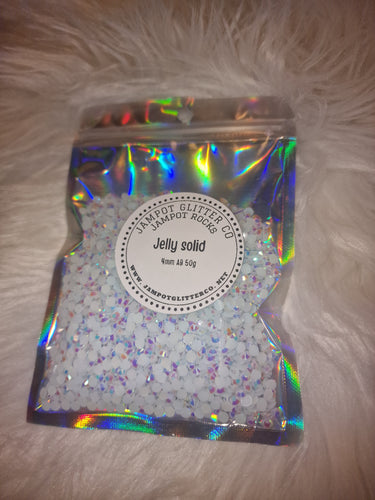 JAMPOT GLITTER CO
JAMPOT ROCKS
Jelly solid
4mm AB 50g
WWW.JAMPOTGLITTERCO.NET